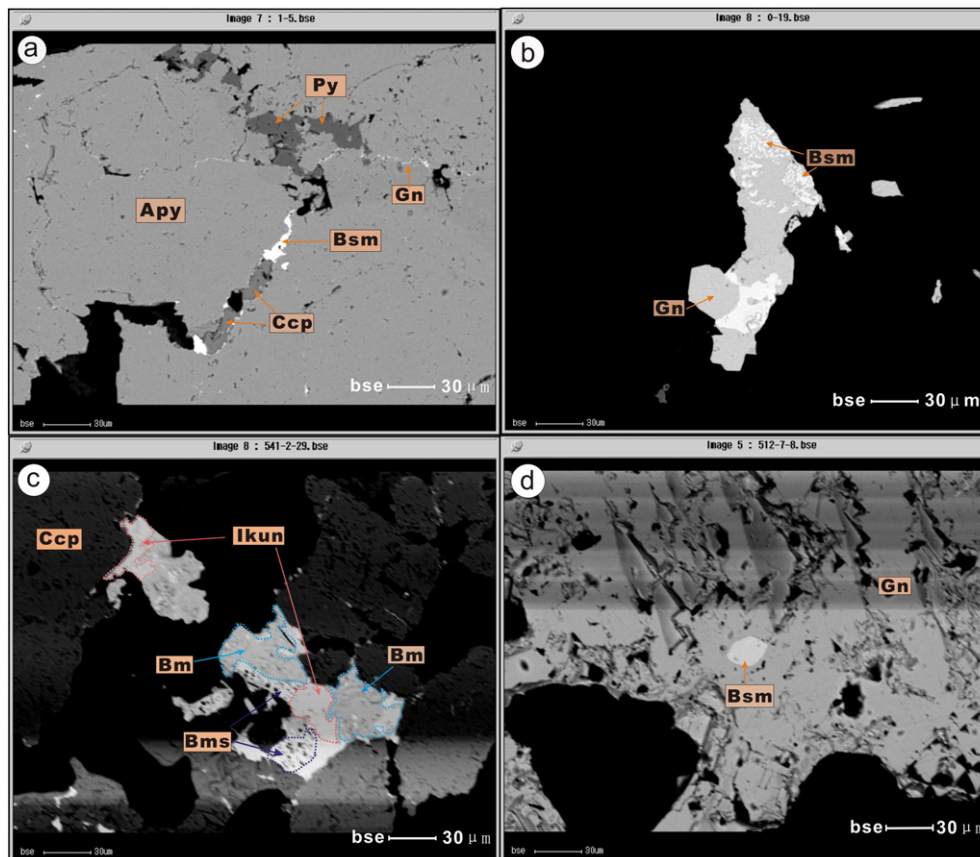 Image 7 : 1-5.bse
a
Py
Gn
Apy
Bsm
Ccp
bse 30 μm
bse 30um
Image 8 : 0-19.bse
b
Bsm
Gn
bse 30 μm
bse 30um
Image 8 : 541-2-29.bse
c
Ccp
Ikun
Bm
Bm
Bms
bse 30 μm
bse 30um
Image 5 : 512-7-8.bse
d
Gn
Bsm
bse 30 μm
bse 30um